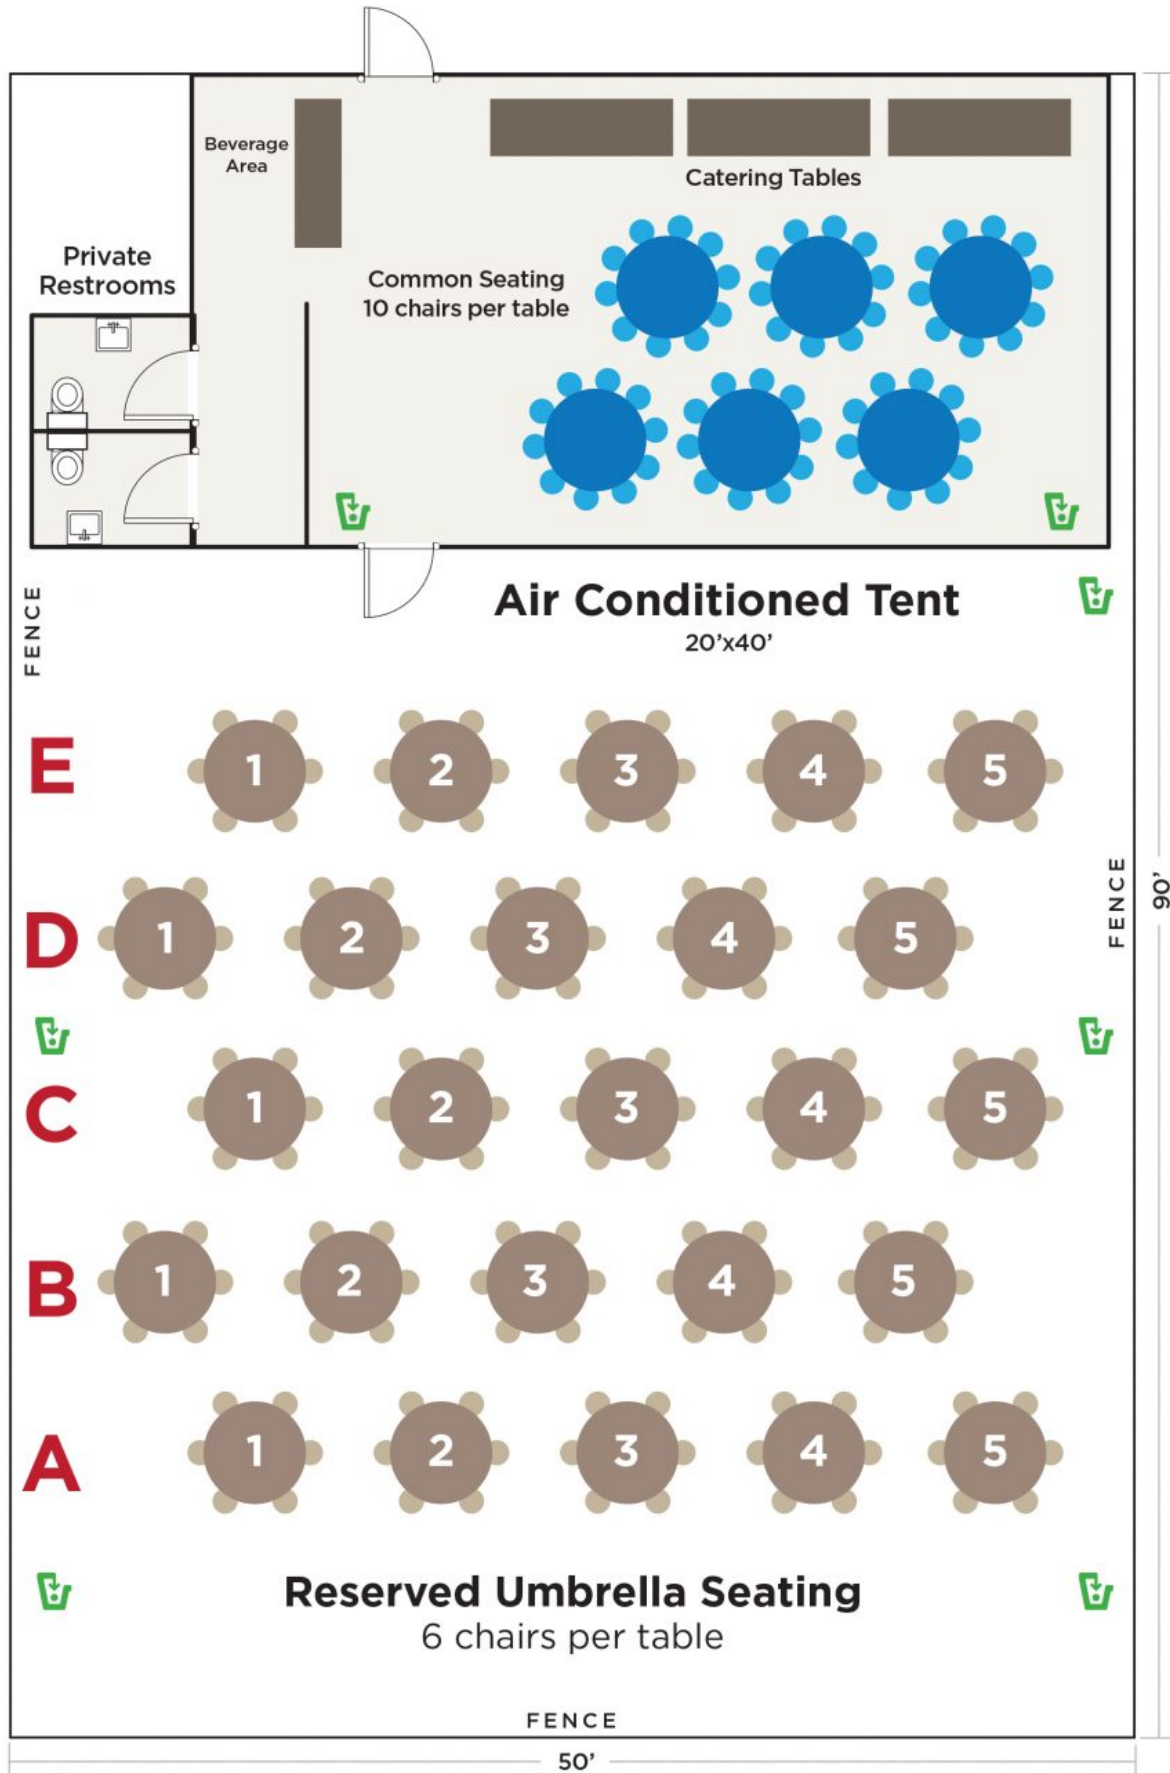 Beverage
Area
Catering Tables
Private
Restrooms
Common Seating
10 chairs per table
FENCE
Air Conditioned Tent
20’x40’
E
1 2 3 4 5
D
1 2 3 4 5
FENCE
90’
C
1 2 3 4 5
B
1 2 3 4 5
A
1 2 3 4 5
Reserved Umbrella Seating
6 chairs per table
FENCE
50’